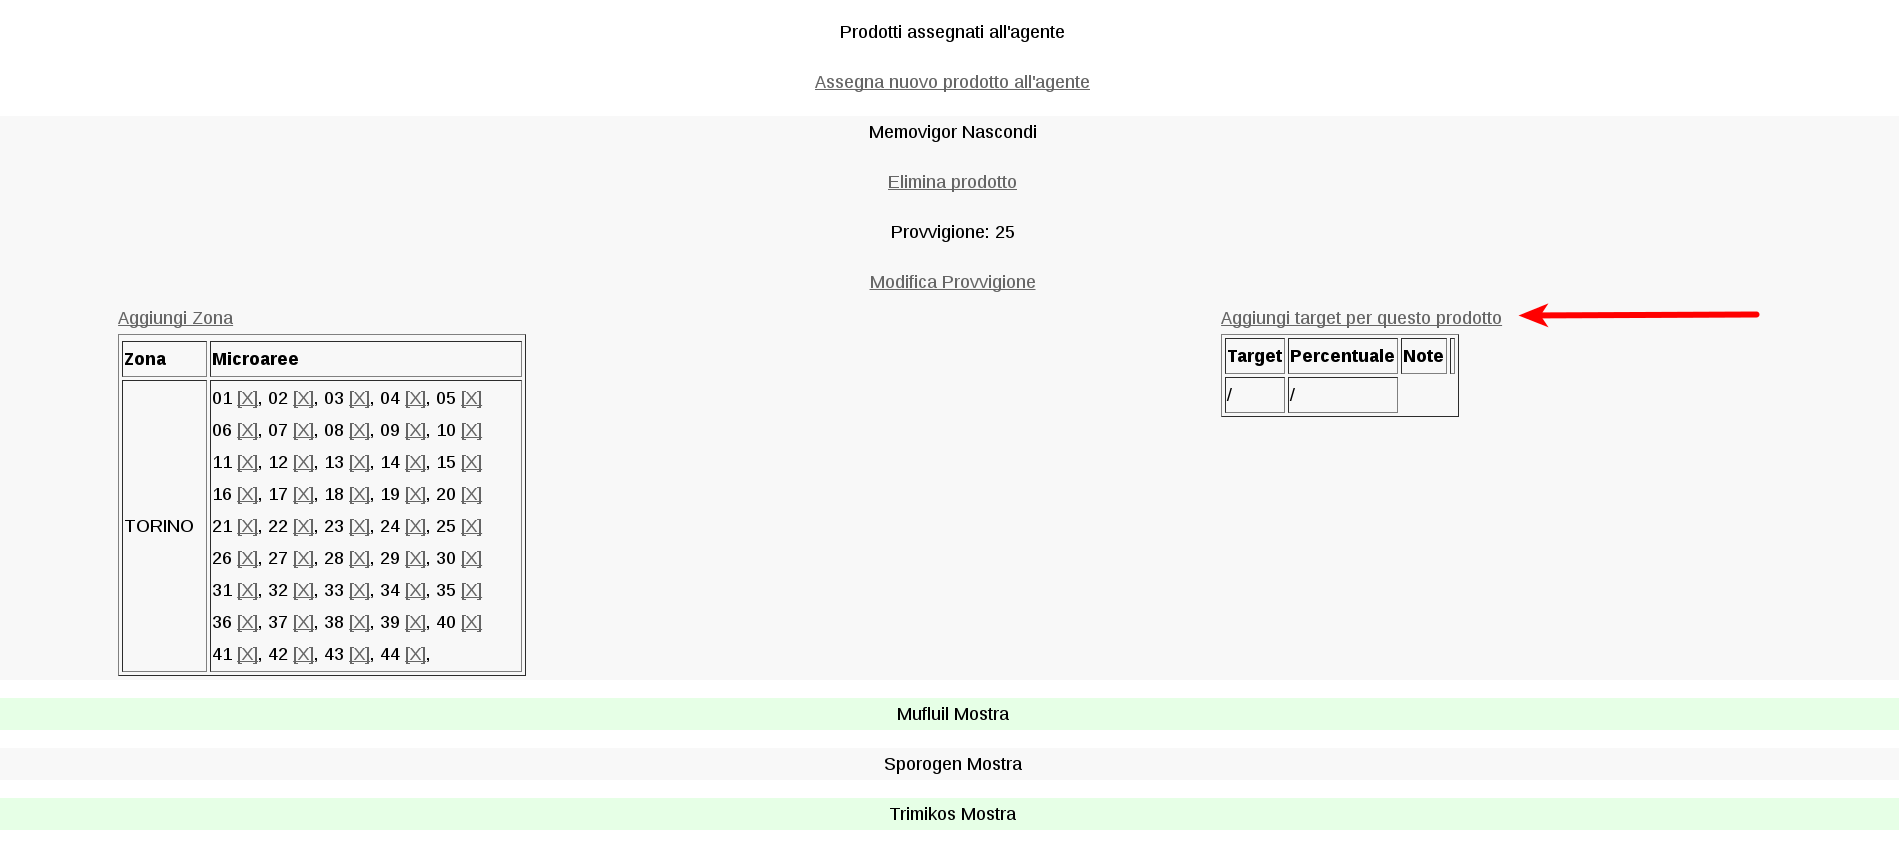 Prodotti assegnati all'agente
Assegna nuovo prodotto all'agente
Memovigor Nascondi
Elimina prodotto
Provvigione: 25
Modifica Provvigione
Aggiungi Zona
Zona Microaree
TORINO
01 [X], 02 [X], 03 [X], 04 [X], 05 [X]
06 [X], 07 [X], 08 [X], 09 [X], 10 [X]
11 [X], 12 [X], 13 [X], 14 [X], 15 [X]
16 [X], 17 [X], 18 [X], 19 [X], 20 [X]
21 [X], 22 [X], 23 [X], 24 [X], 25 [X]
26 [X], 27 [X], 28 [X], 29 [X], 30 [X]
31 [X], 32 [X], 33 [X], 34 [X], 35 [X]
36 [X], 37 [X], 38 [X], 39 [X], 40 [X]
41 [X], 42 [X], 43 [X], 44 [X],
Aggiungi target per questo prodotto
Target Percentuale Note
/ /
Mufluil Mostra
Sporogen Mostra
Trimikos Mostra